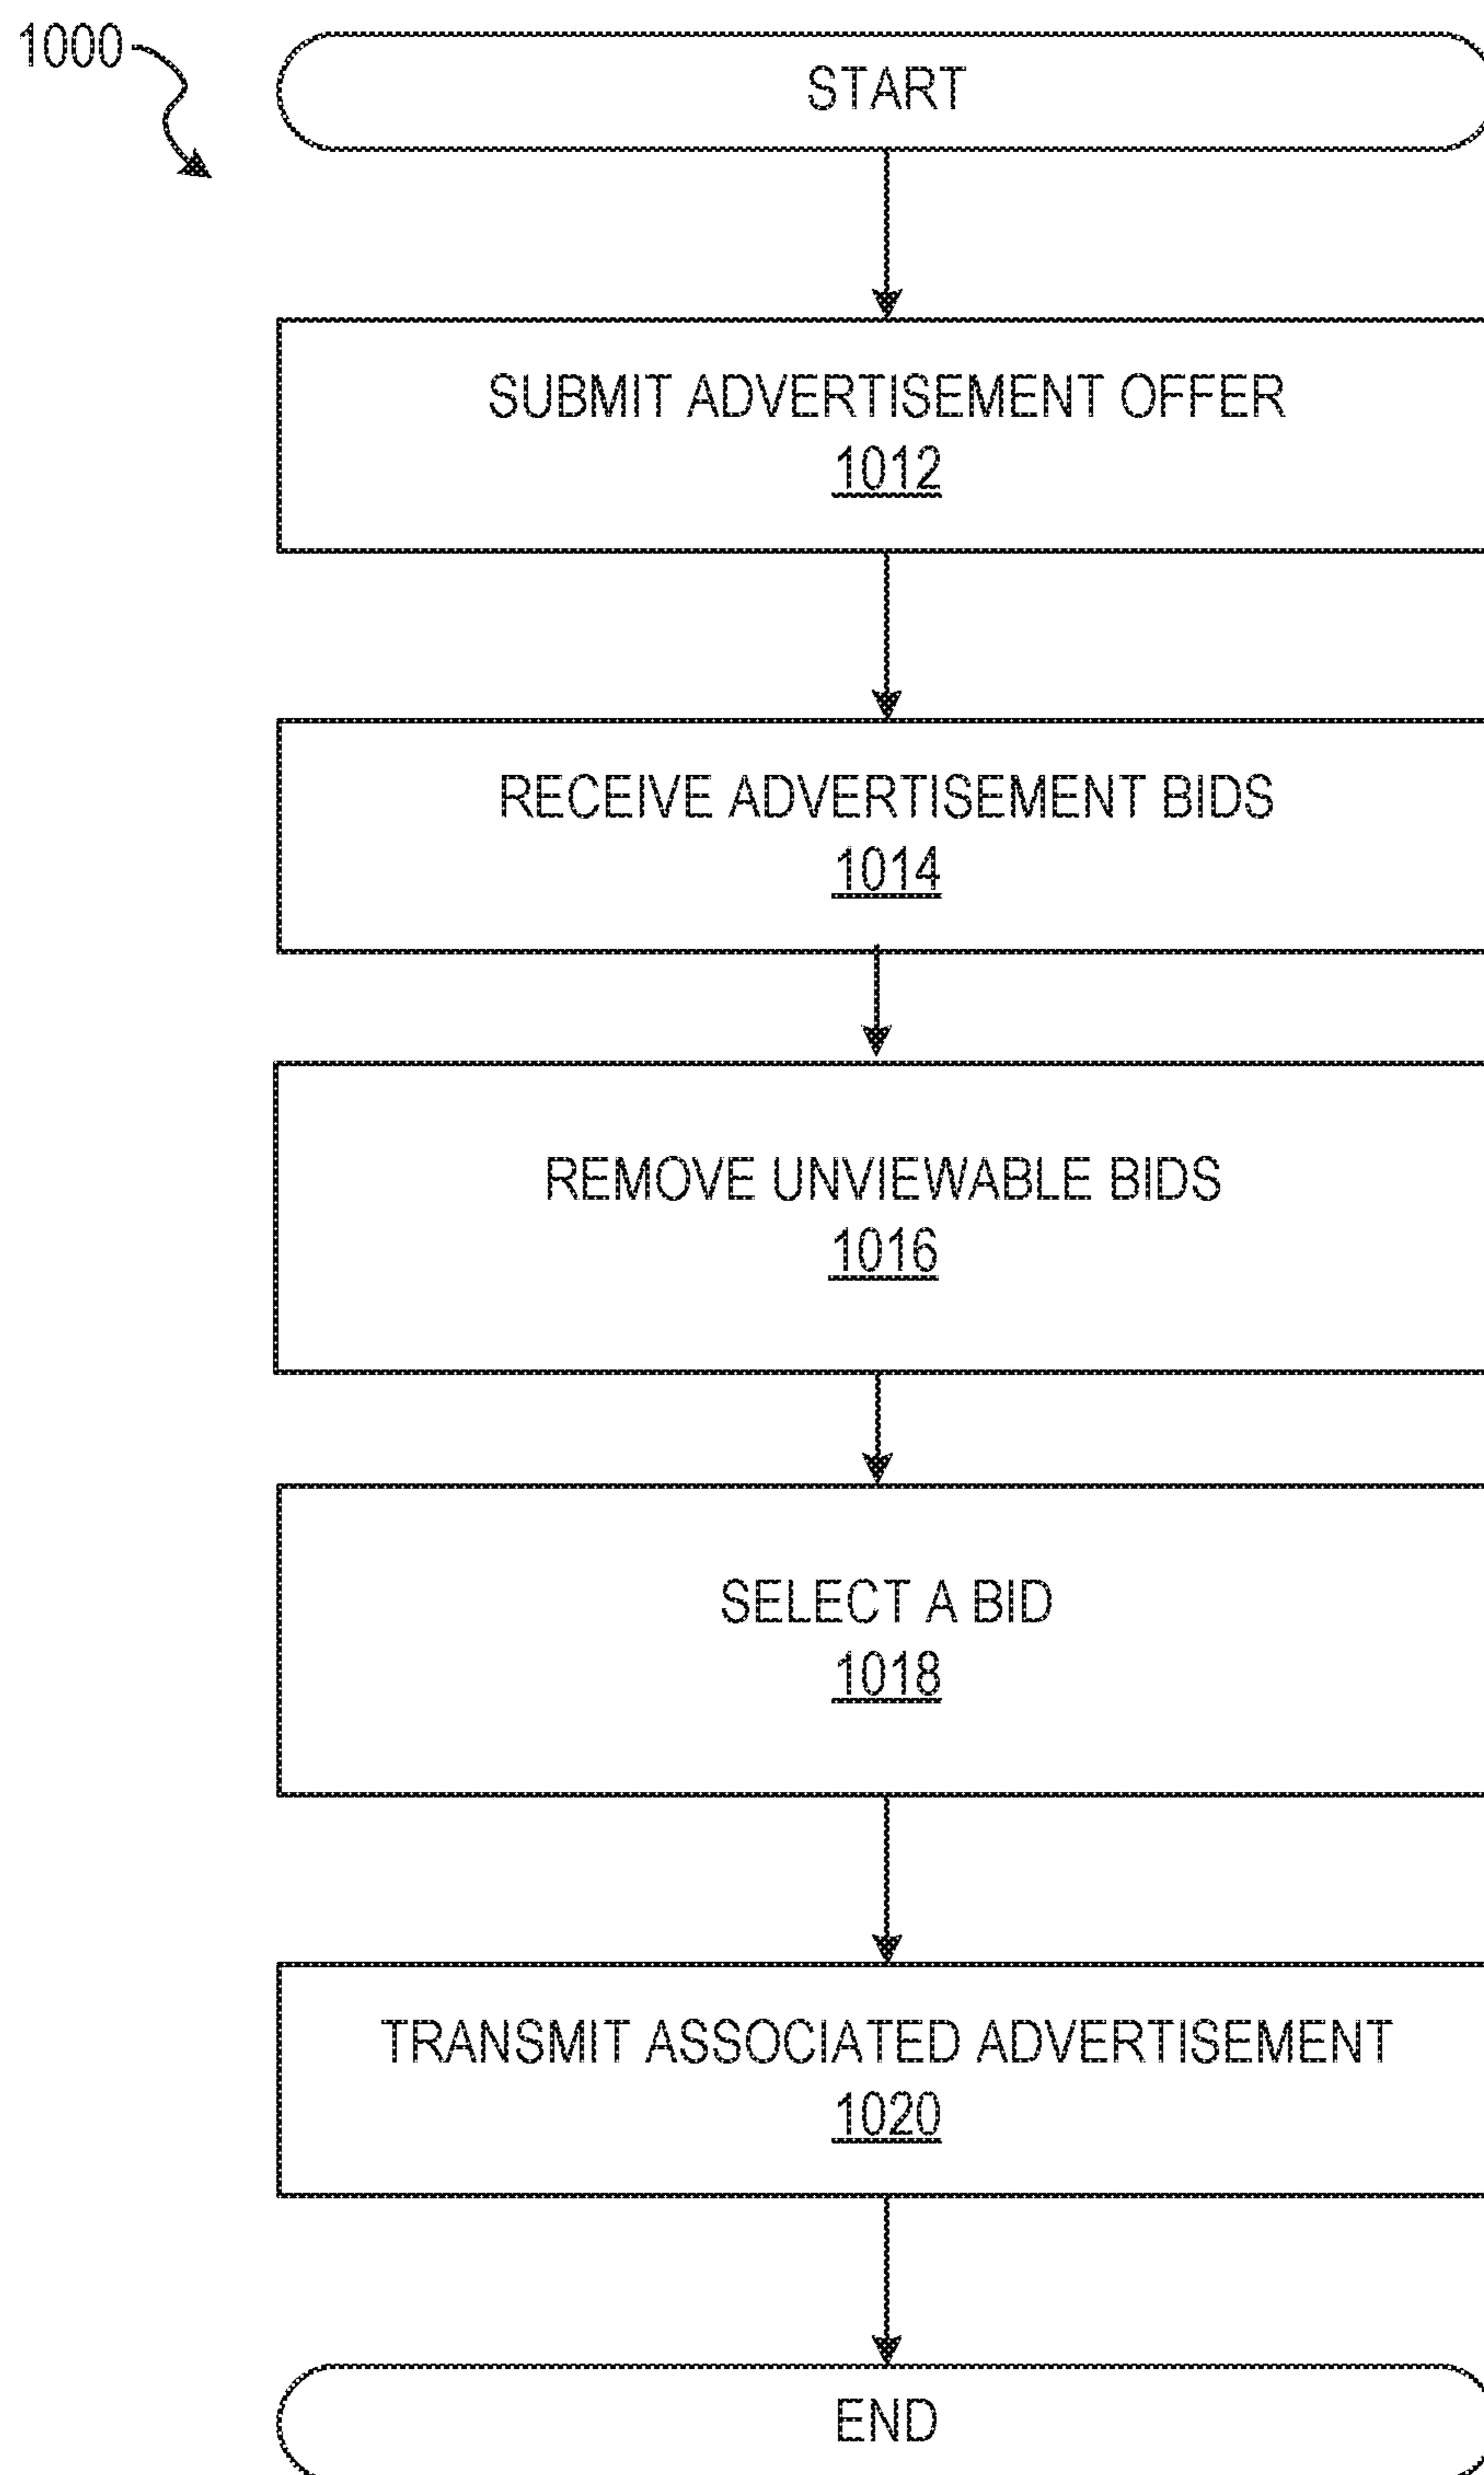 1000
START
SUBMIT ADVERTISEMENT OFFER
1012
RECEIVE ADVERTISEMENT BIDS
1014
REMOVE UNVIEWABLE BIDS
1016
SELECT A BID
1018
TRANSMIT ASSOCIATED ADVERTISEMENT
1020
END